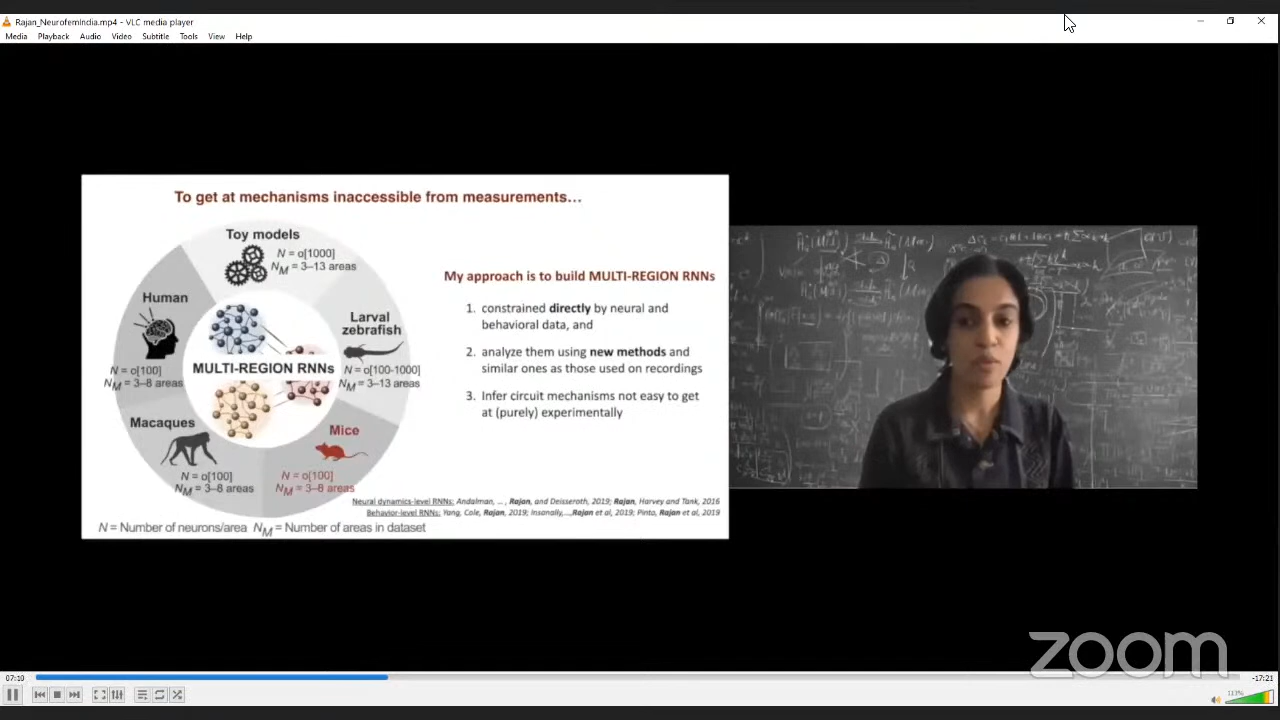 Rajan_NeurofemIndia.mp4 - VLC media player
Media Playback Audio Video Subtitle Tools View Help
To get at mechanisms inaccessible from measurements…
Toy models
N = o[1000]
NM = 3–13 areas
Human
N = o[100]
NM = 3–8 areas
Larval
zebrafish
N = o[100-1000]
NM = 3–13 areas
MULTI-REGION RNNs
Macaques
N = o[100]
NM = 3–8 areas
Mice
N = o[100]
NM = 3–8 areas
N = Number of neurons/area NM = Number of areas in dataset
My approach is to build MULTI-REGION RNNs
1. constrained directly by neural and
behavioral data, and
2. analyze them using new methods and
similar ones as those used on recordings
3. Infer circuit mechanisms not easy to get
at (purely) experimentally
Neural dynamics-level RNNs: Andalman, .. , Rajan, and Deisseroth, 2019; Rajan, Harvey and Tank, 2016
Behavior-level RNNs: Yang, Cole, Rajan, 2019; Insanally,...,Rajan et al, 2019; Pinto, Rajan et al, 2019
zoom
07:10
-17:21
113%